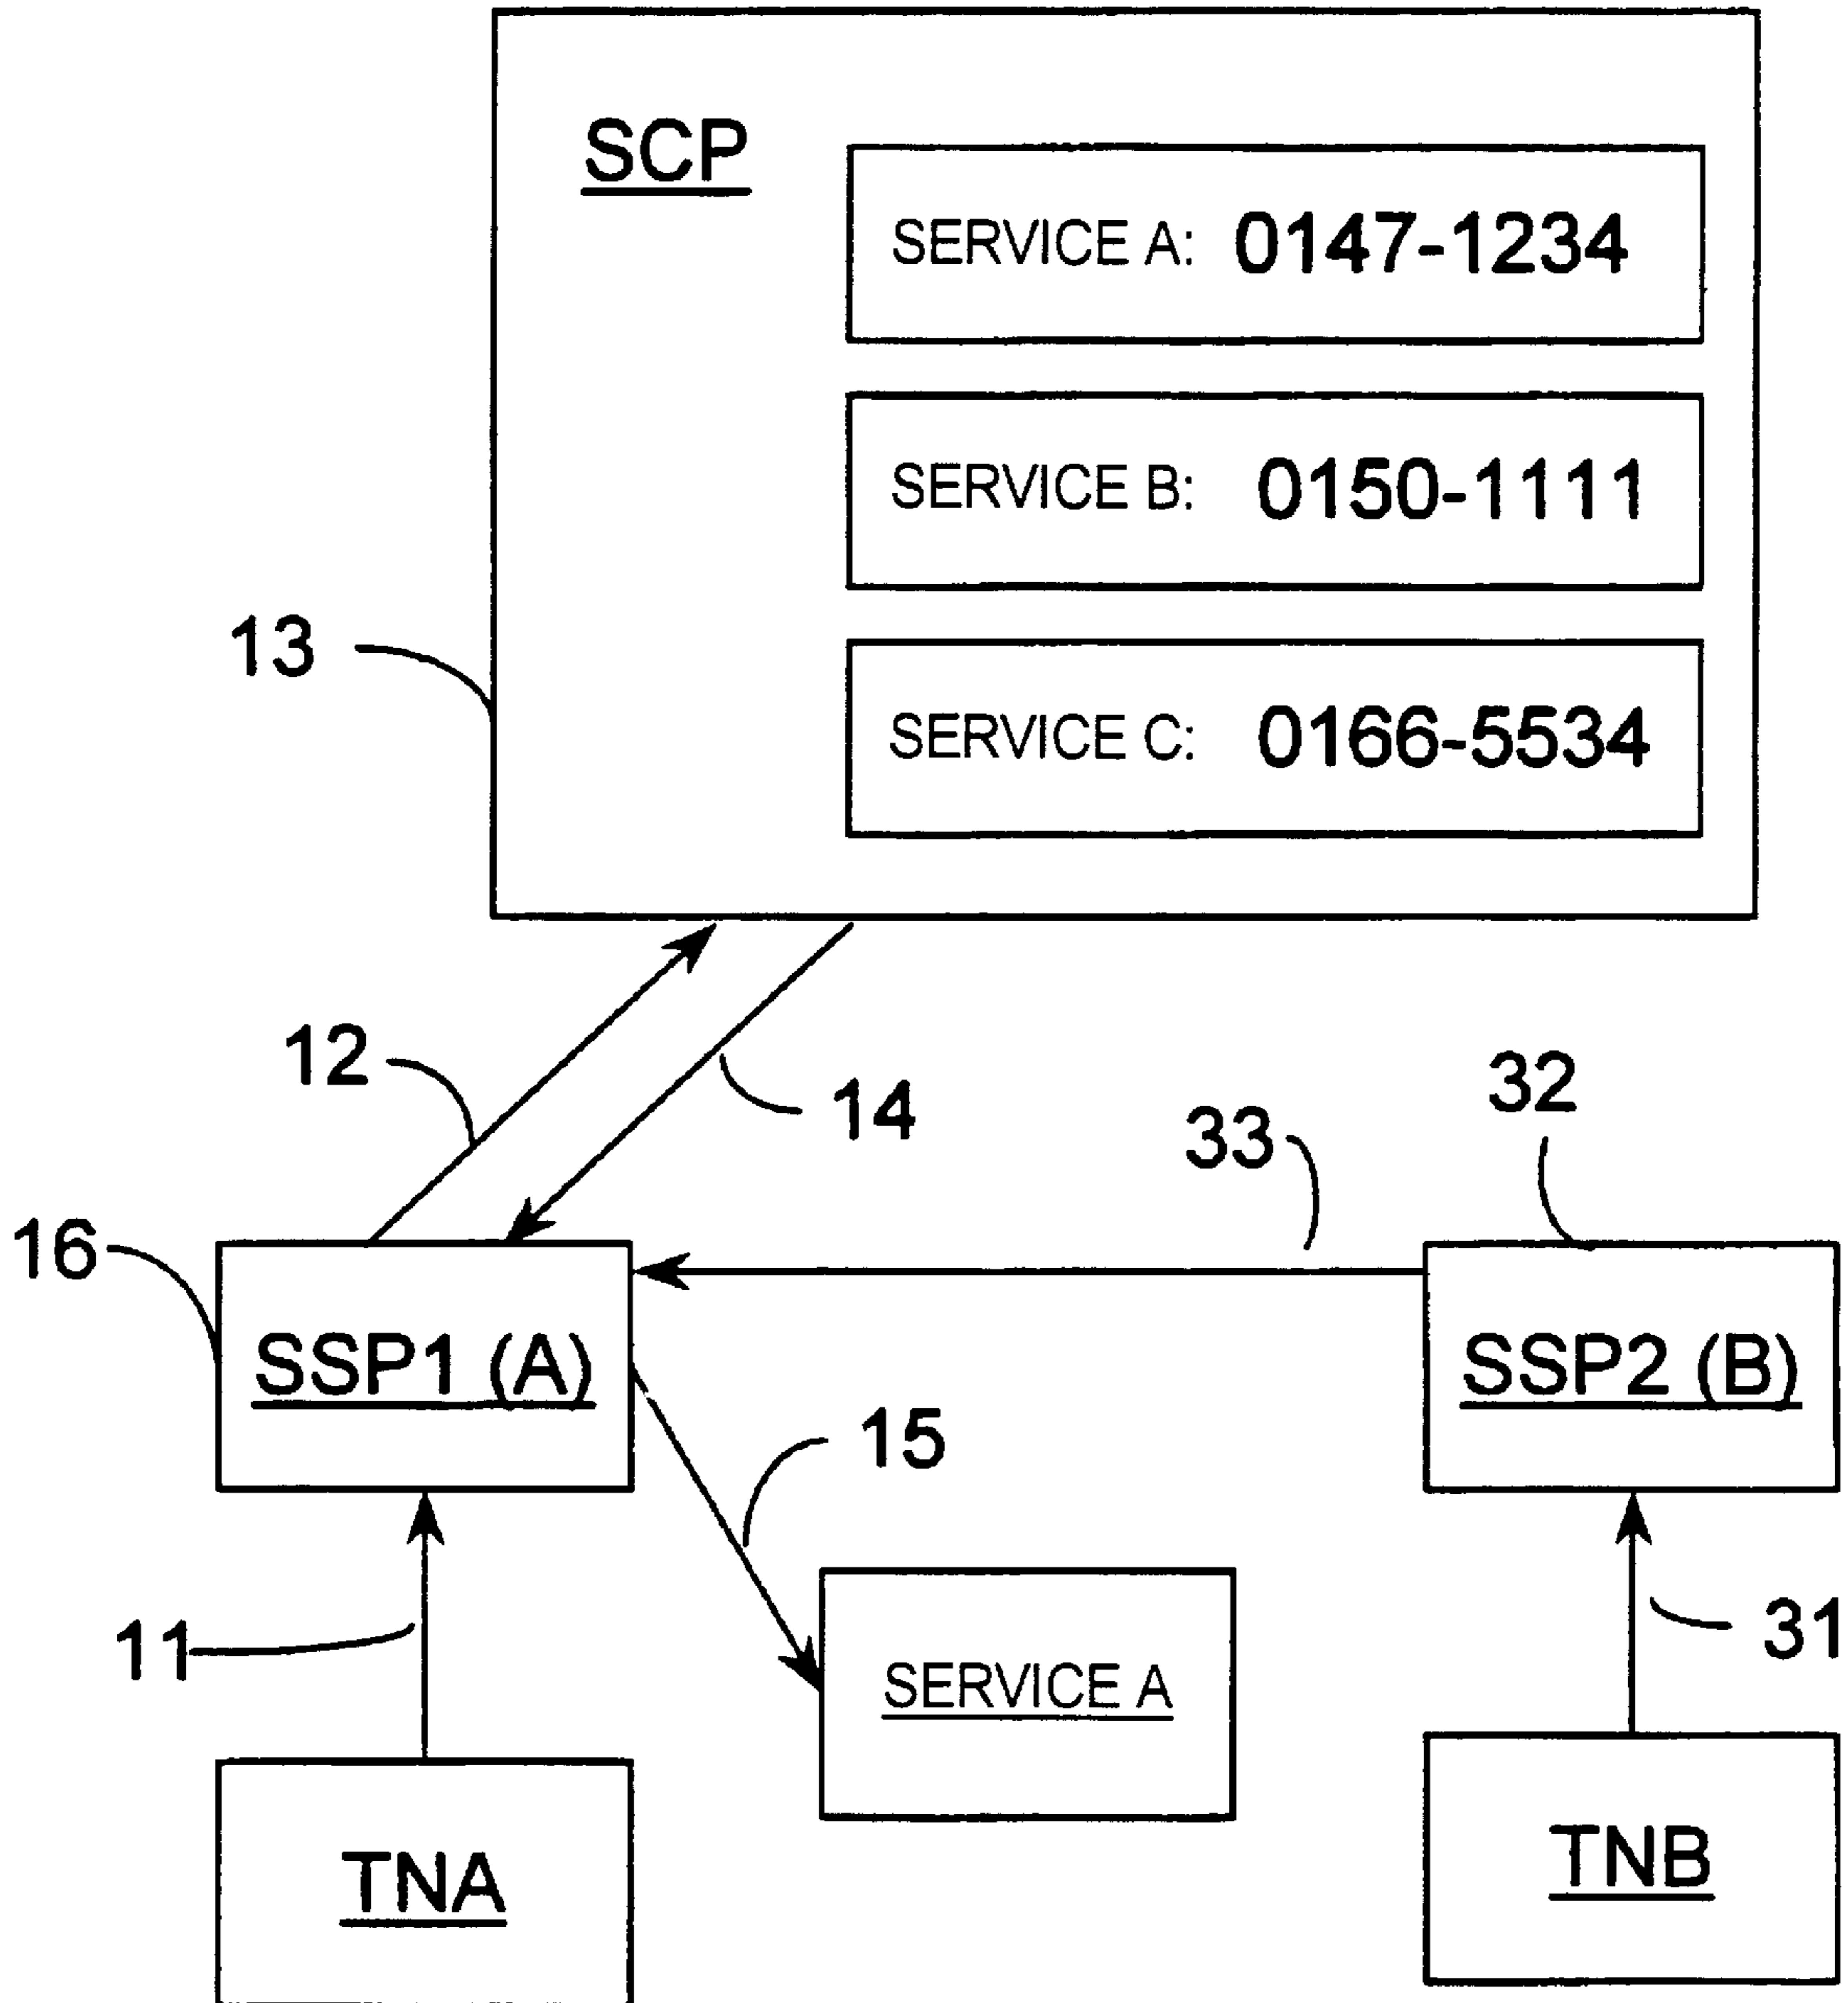 SCP
SERVICE A: 0147-1234
SERVICE B: 0150-1111
SERVICE C: 0166-5534
13
12
14
33
32
16
SSP1 (A)
SSP2 (B)
15
11
31
SERVICE A
TNA
TNB